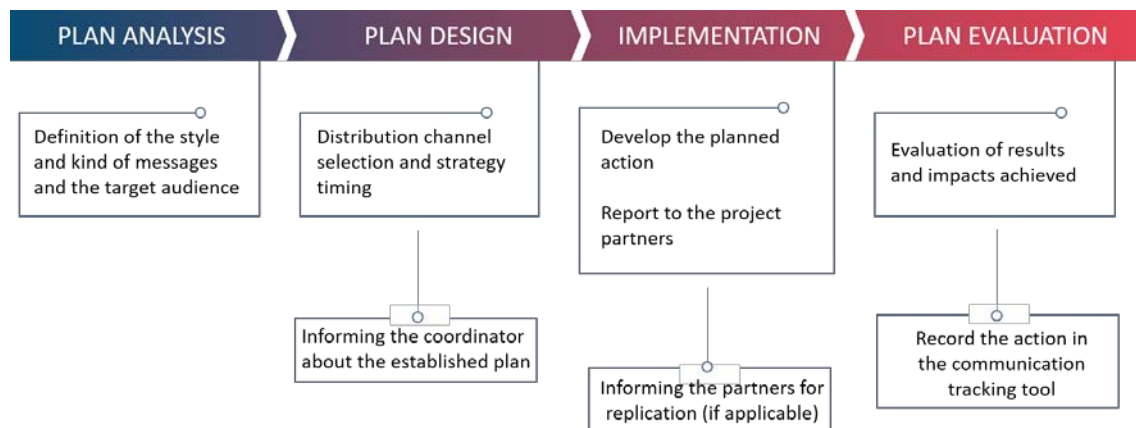 PLAN ANALYSIS
PLAN DESIGN
IMPLEMENTATION
PLAN EVALUATION
Definition of the style
and kind of messages
and the target audience
Distribution channel
selection and strategy
timing
Informing the coordinator
about the established plan
Develop the planned
action
Report to the project
partners
Informing the partners for
replication (if applicable)
Evaluation of results
and impacts achieved
Record the action in
the communication
tracking tool